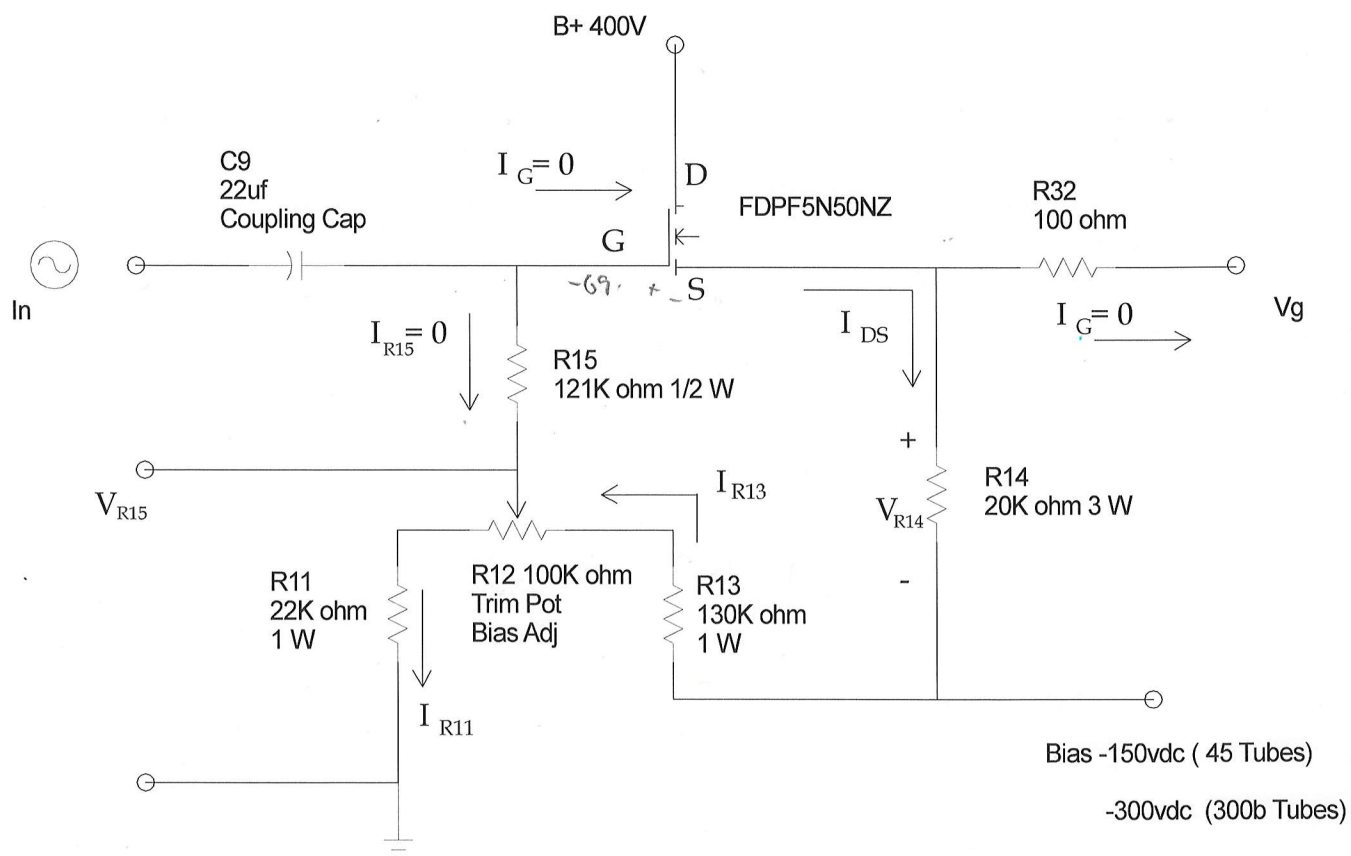 B+ 400V
C9
22uf
Coupling Cap
I G= 0
D
FDPF5N50NZ
R32
100 ohm
G
-69. + -
S
In
I R15= 0
R15
121K ohm 1/2 W
I DS
I G= 0
Vg
+
V R15
I R13
V R14
R14
20K ohm 3 W
-
R11
22K ohm
1 W
R12 100K ohm
Trim Pot
Bias Adj
R13
130K ohm
1 W
I R11
Bias -150vdc ( 45 Tubes)
-300vdc (300b Tubes)